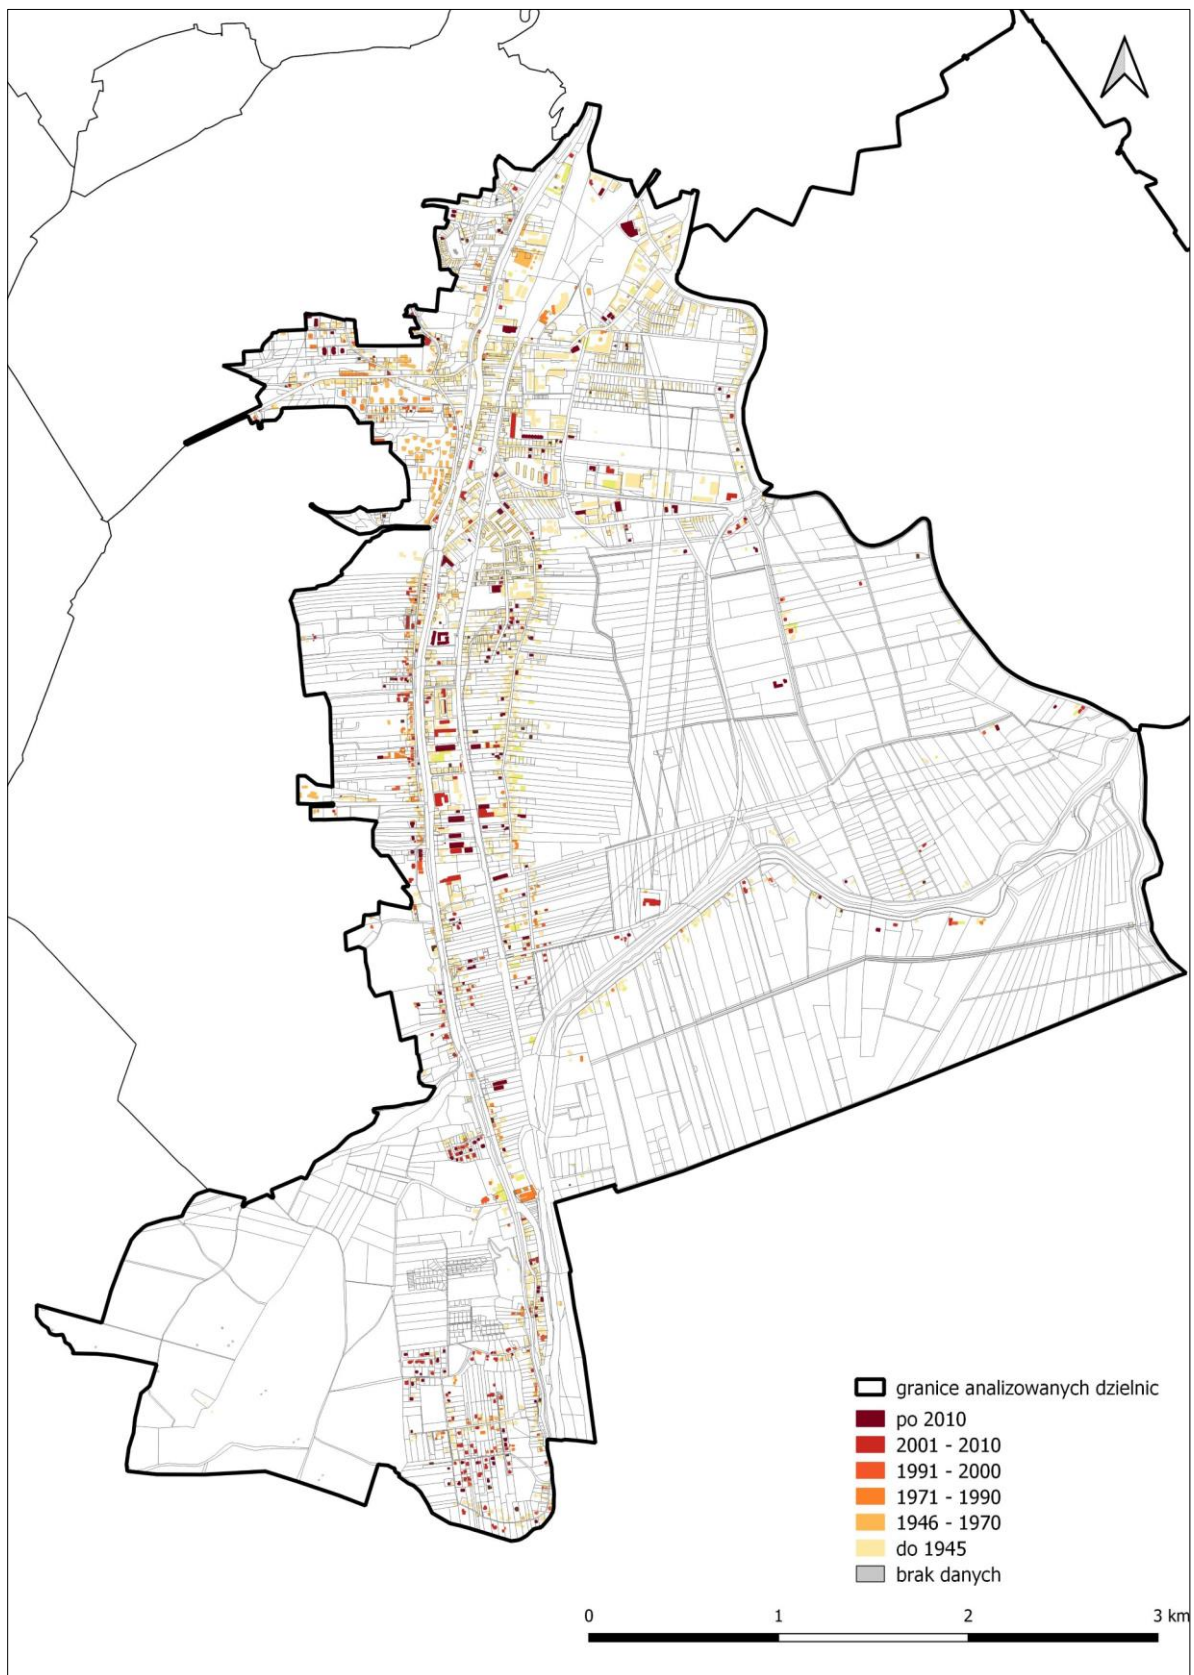 granice analizowanych dzielnic
po 2010
2001 - 2010
1991 - 2000
1971 - 1990
1946 - 1970
do 1945
brak danych
0 1 2 3 km